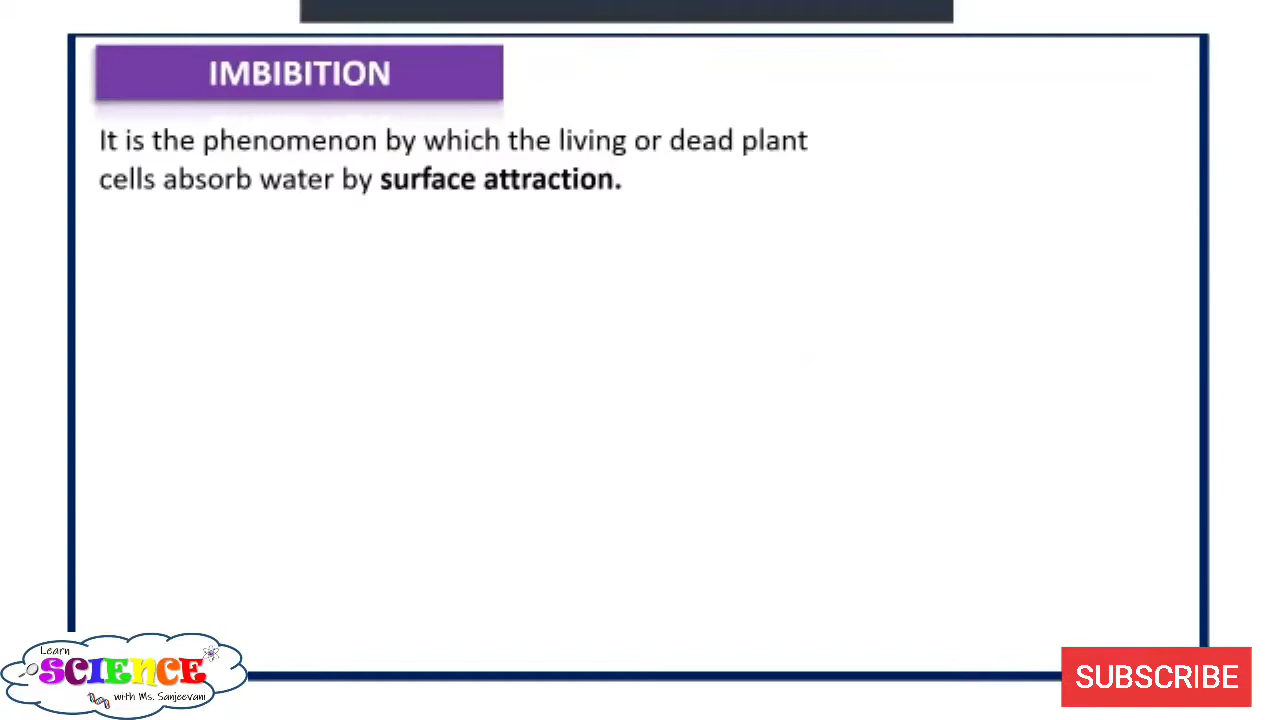 IMBIBITION
It is the phenomenon by which the living or dead plant
cells absorb water by surface attraction.
Learn
SCIENCE
with Ms. Sanjeevani
SUBSCRIBE